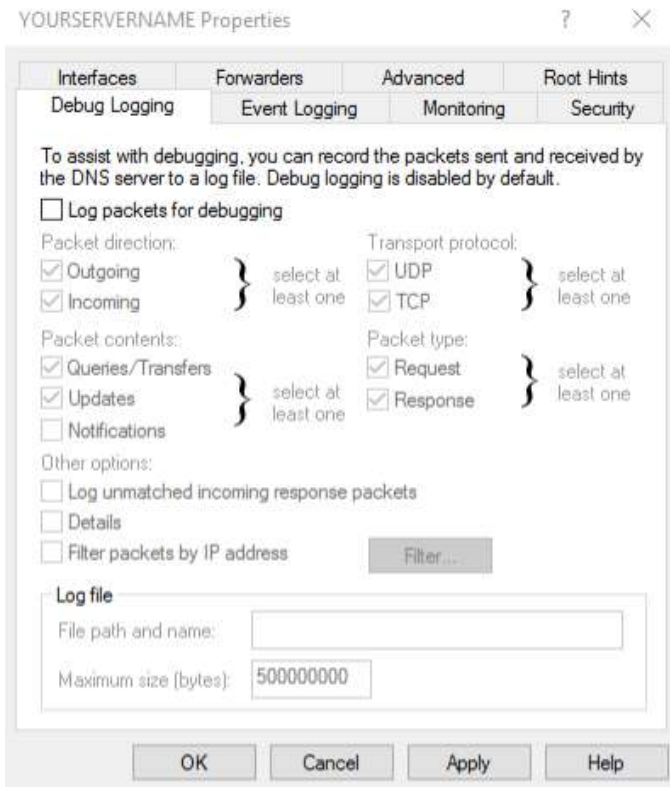 YOURSERVERNAME Properties ? ×
Interfaces Forwarders Advanced Root Hints
Debug Logging Event Logging Monitoring Security
To assist with debugging, you can record the packets sent and received by
the DNS server to a log file. Debug logging is disabled by default.
Log packets for debugging
Packet direction: Transport protocol:
Outgoing select at UDP select at
Incoming least one TCP least one
Packet contents: Packet type:
Queries/Transfers Request select at
Updates select at Response least one
Notifications least one
Other options:
Log unmatched incoming response packets
Details
Filter packets by IP address Filter...
Log file
File path and name:
Maximum size (bytes): 500000000
OK Cancel Apply Help